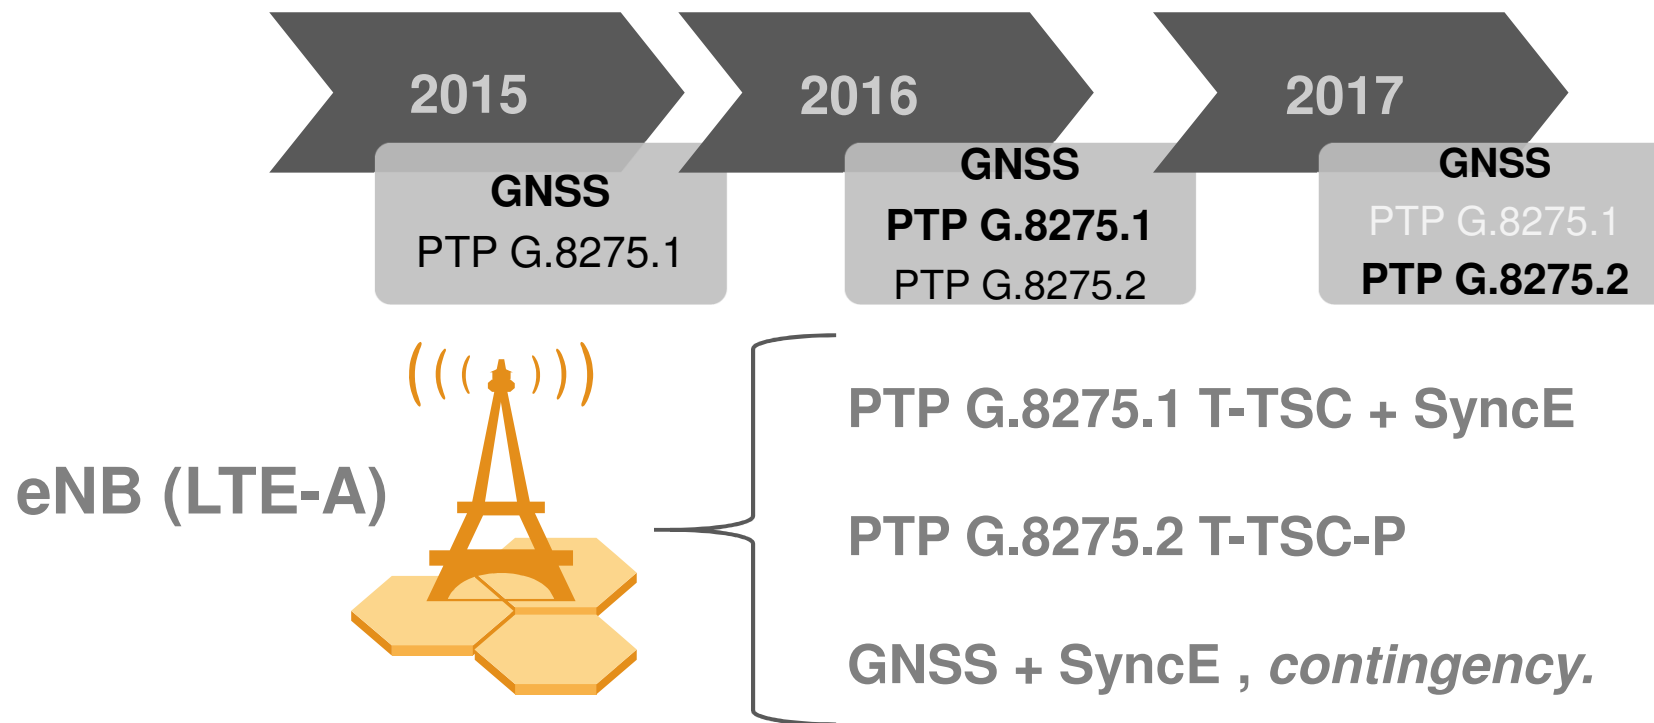 2015
GNSS
PTP G.8275.1
2016
GNSS
PTP G.8275.1
PTP G.8275.2
2017
GNSS
PTP G.8275.1
PTP G.8275.2
eNB (LTE-A)
PTP G.8275.1 T-TSC + SyncE
PTP G.8275.2 T-TSC-P
GNSS + SyncE , contingency.